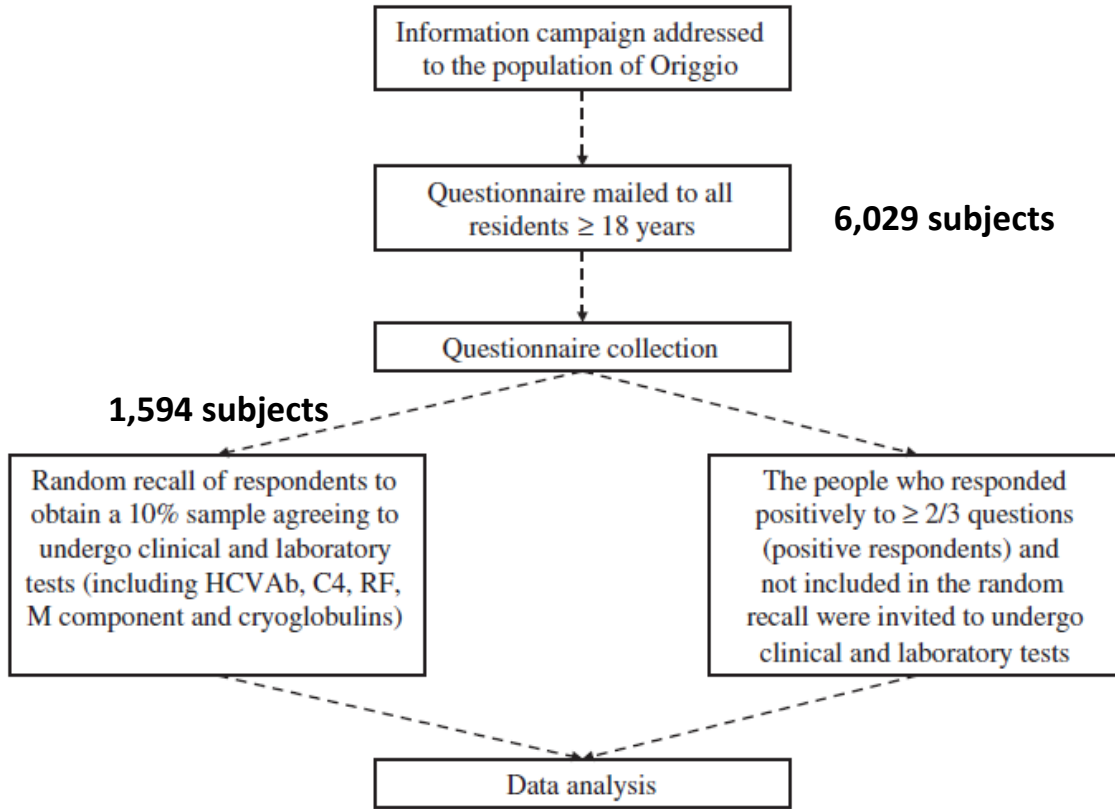 Information campaign addressed
to the population of Origgio
Questionnaire mailed to all
residents ≥ 18 years
6,029 subjects
Questionnaire collection
1,594 subjects
Random recall of respondents to
obtain a 10% sample agreeing to
undergo clinical and laboratory
tests (including HCVAb, C4, RF,
M component and cryoglobulins)
The people who responded
positively to ≥ 2/3 questions
(positive respondents) and
not included in the random
recall were invited to undergo
clinical and laboratory tests
Data analysis